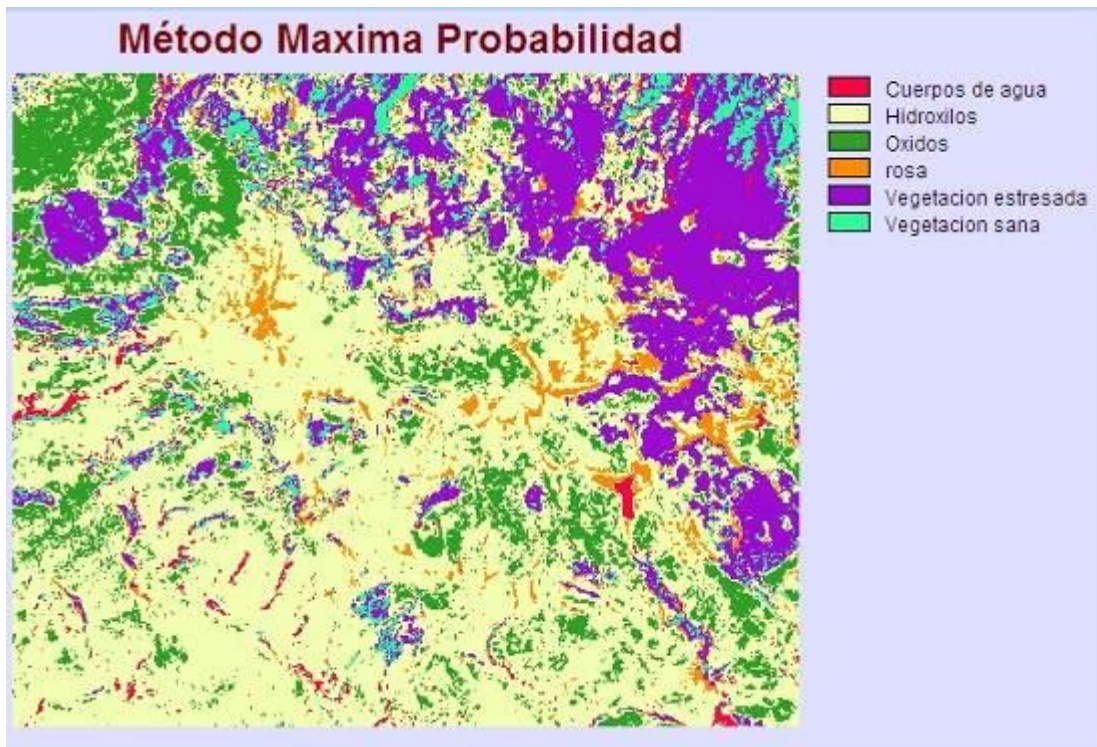 Método Maxima Probabilidad
Cuerpos de agua
Hidroxilos
Oxidos
rosa
Vegetacion estresada
Vegetacion sana